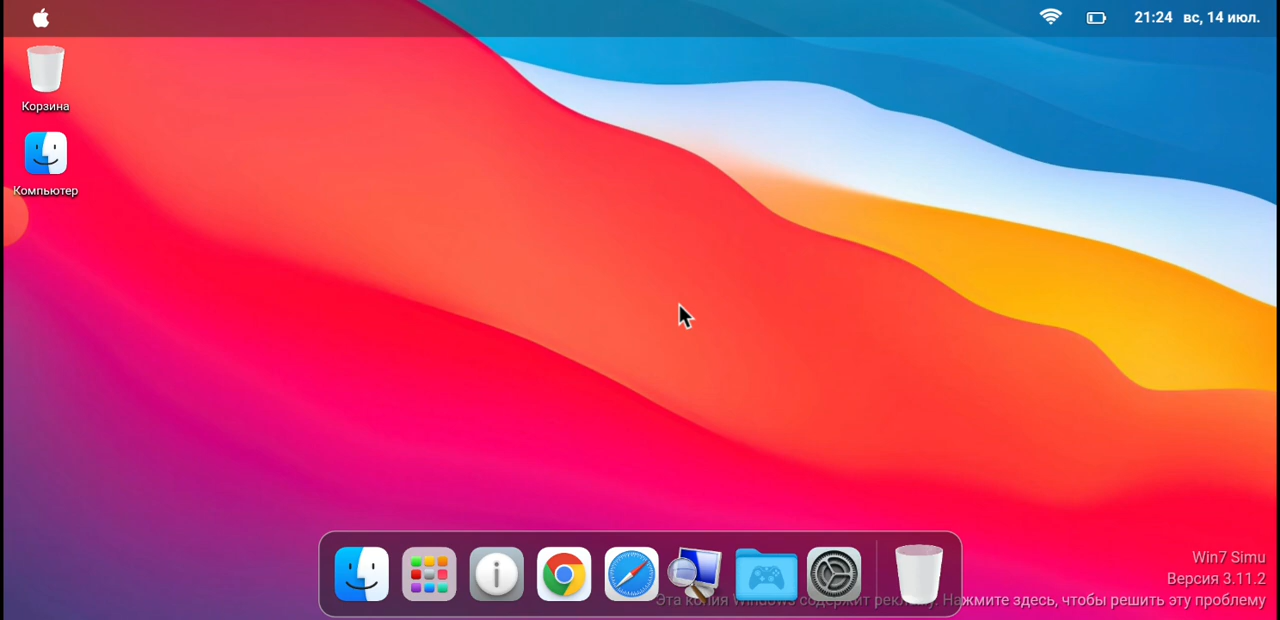 21:24 вс, 14 июл.
Корзина
Компьютер
Win7 Simu
Версия 3.11.2
Эта копия Windows содержит рекламу. Нажмите здесь, чтобы решить эту проблему